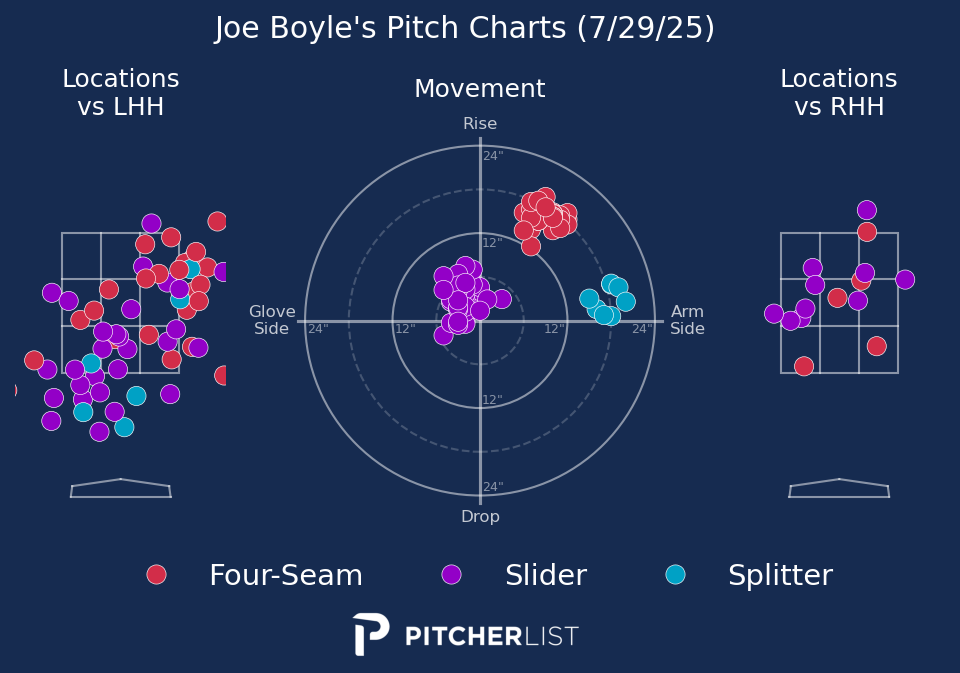 Joe Boyle's Pitch Charts (7/29/25)
Locations
vs LHH
Movement
Locations
vs RHH
Rise
24"
12"
Glove
Side
24"
12"
12"
24"
Arm
Side
12"
24"
Drop
Four-Seam
Slider
Splitter
PITCHERLIST